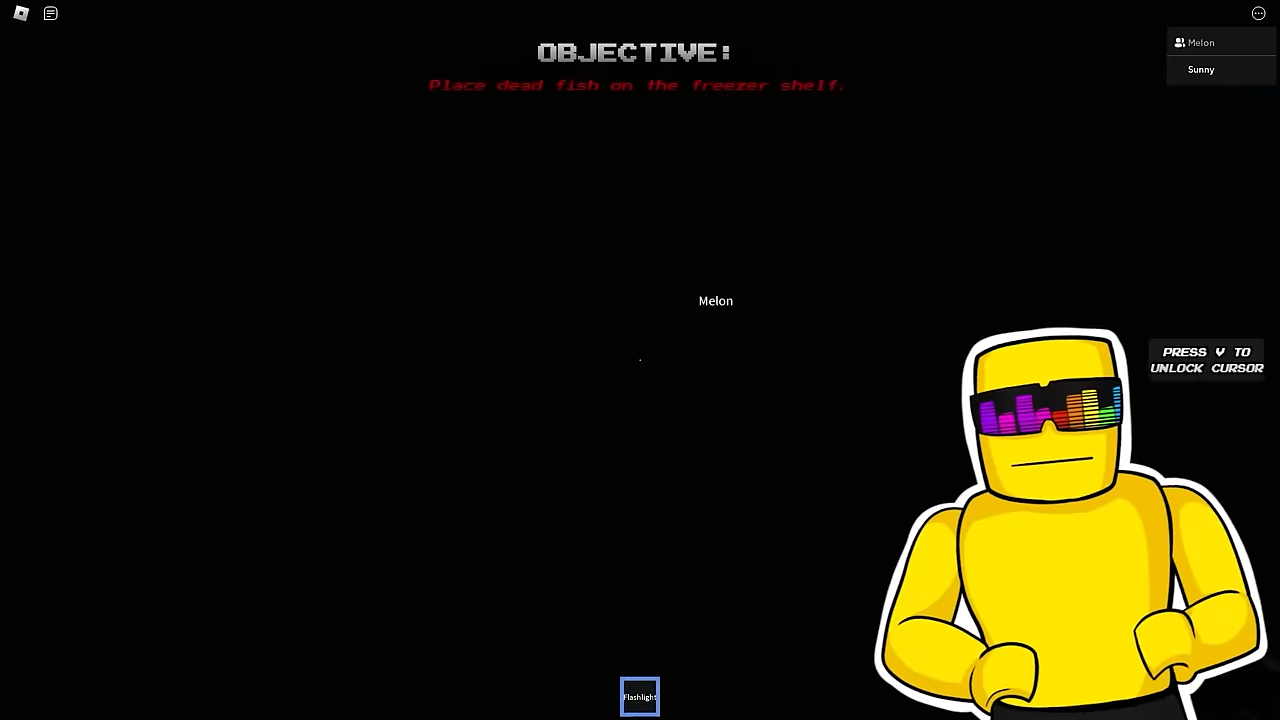 OBJECTIVE:
Place dead fish on the freezer shelf.
Melon
Sunny
Melon
PRESS V TO
UNLOCK CURSOR
Flashlight